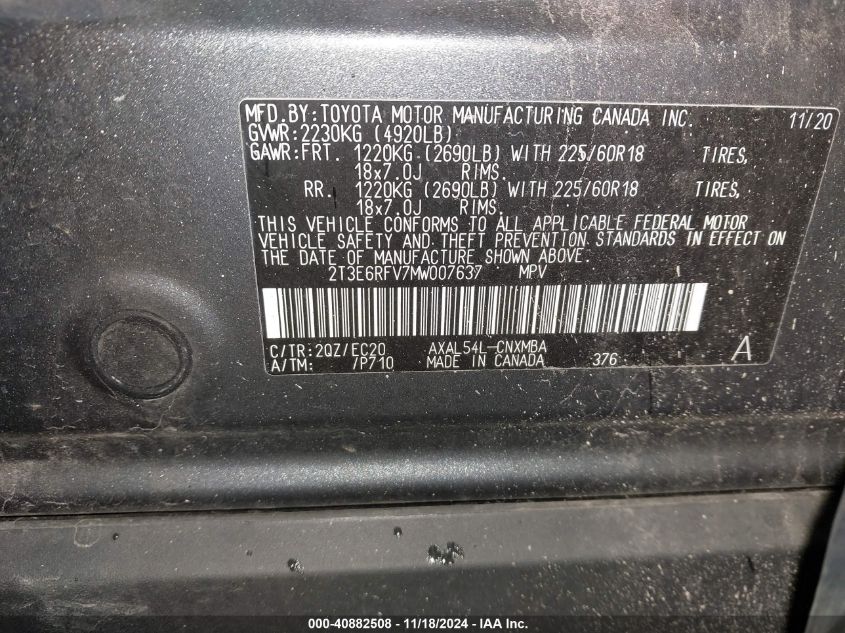 MFD.BY:TOYOTA MOTOR MANUFACTURING CANADA INC. 11/20
GVWR:2230KG (4920LB)
GAWR:FRT. 1220KG (2690LB) WITH 225/60R18 TIRES,
18x7.0J RIMS.
RR. 1220KG (2690LB) WITH 225/60R18 TIRES,
18x7.0J RIMS.
THIS VEHICLE CONFORMS TO ALL APPLICABLE FEDERAL MOTOR
VEHICLE SAFETY AND THEFT PREVENTION STANDARDS IN EFFECT ON
THE DATE OF MANUFACTURE SHOWN ABOVE.
2T3E6RFV7MW007637 MPV
C/TR:2QZ/EC20 AXAL54L-CNXMBA A
A/TM: /P710 MADE IN CANADA 376
000-40882508 - 11/18/2024 - IAA Inc.